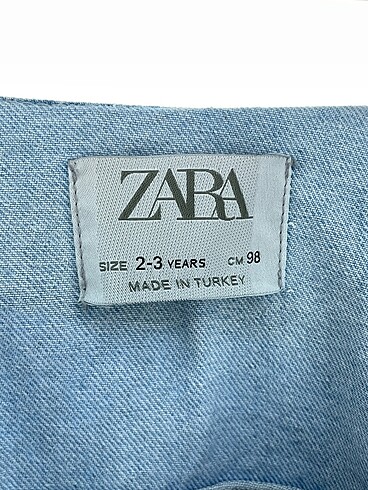 ZARA
SIZE 2-3 YEARS CM 98
MADE IN TURKEY